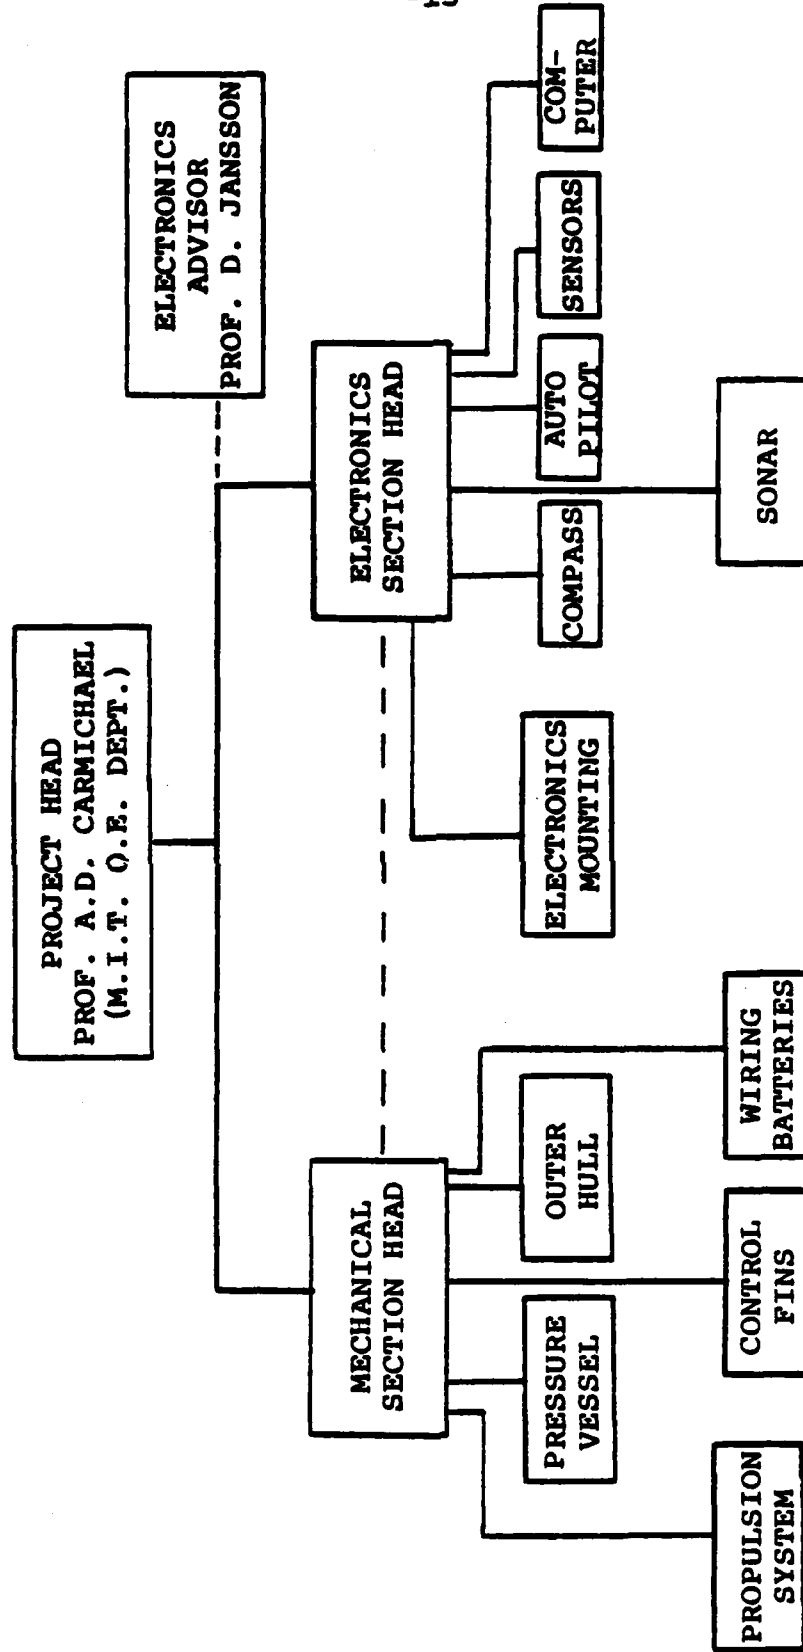 PROJECT HEAD
PROF. A.D. CARMICHAEL
(M.I.T. O.E. DEPT.)
ELECTRONICS
ADVISOR
PROF. D. JANSSON
MECHANICAL
SECTION HEAD
ELECTRONICS
SECTION HEAD
PROPULSION
SYSTEM
PRESSURE
VESSEL
CONTROL
FINS
OUTER
HULL
WIRING
BATTERIES
ELECTRONICS
MOUNTING
COMPASS
SONAR
AUTO
PILOT
SENSORS
COM-
PUTER